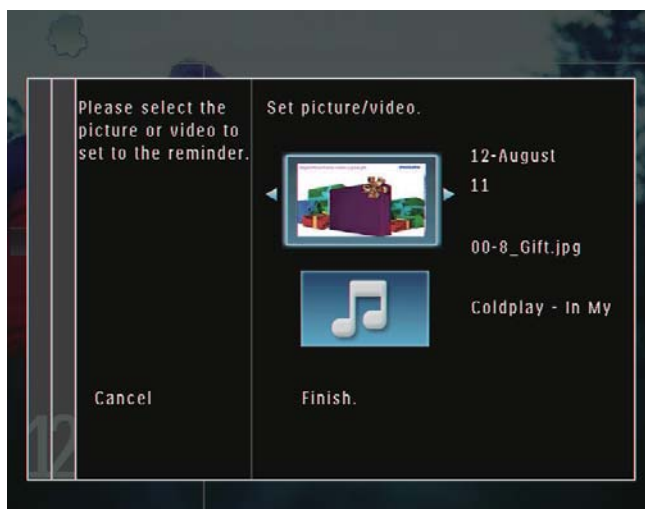 Please select the
picture or video to
set to the reminder.
Set picture/video.
12-August
11
00-8_Gift.jpg
Coldplay - In My
Cancel
Finish.
12